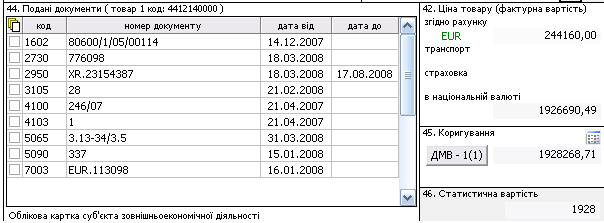 44. Подані документи ( товар 1 код: 4412140000 )
код номер документу дата від дата до
1602 80600/1/05/00114 14.12.2007
2730 776098 18.03.2008
2950 XR.23154387 18.03.2008 17.08.2008
3105 28 21.02.2008
4100 246/07 21.04.2007
4103 1 21.04.2007
5065 3.13-34/3.5 31.03.2008
5090 337 15.01.2008
7003 EUR.113098 16.01.2008
Облікова картка суб'єкта зовнішньоекономічної діяльності
42. Ціна товару (фактурна вартість)
згідно рахунку
EUR 244160,00
транспорт
страховка
в національній валюті
1926690,49
45. Коригування
ДМВ - 1(1) 1928268,71
46. Статистична вартість
1928